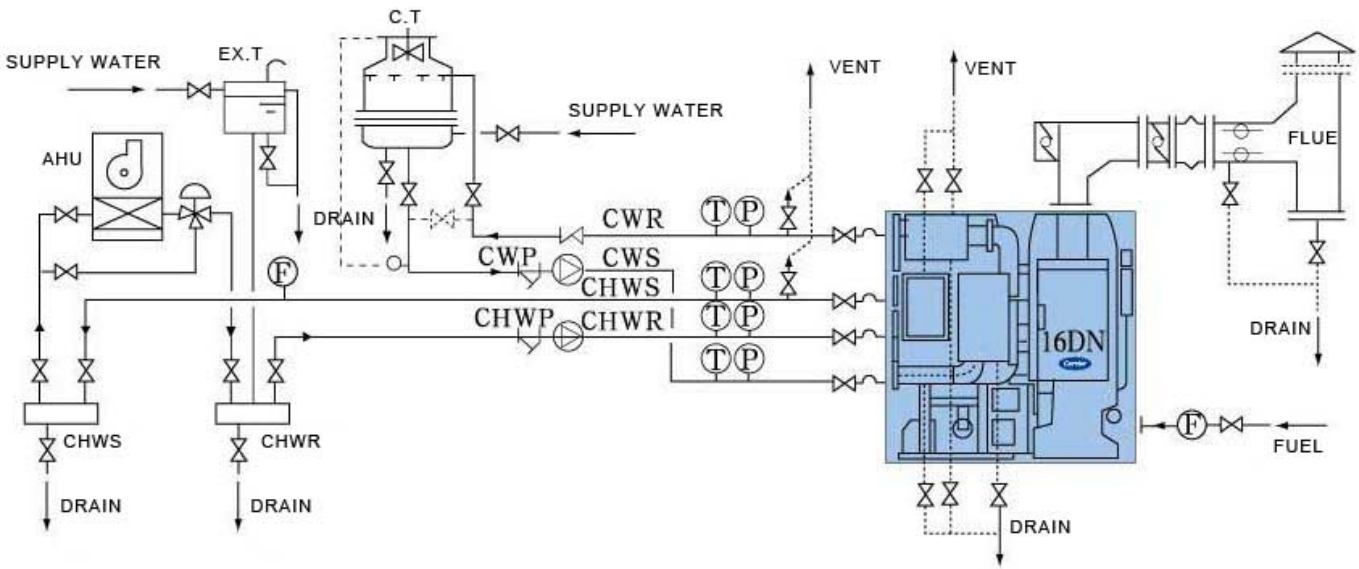 C.T
EX.T
SUPPLY WATER
VENT
VENT
SUPPLY WATER
AHU
FLUE
DRAIN
CWR
T P
CWP
CWS
F
CHWS
T P
CHWP
CHWR
T P
DRAIN
16DN
Carrier
T P
CHWS
CHWR
F
FUEL
DRAIN
DRAIN
DRAIN